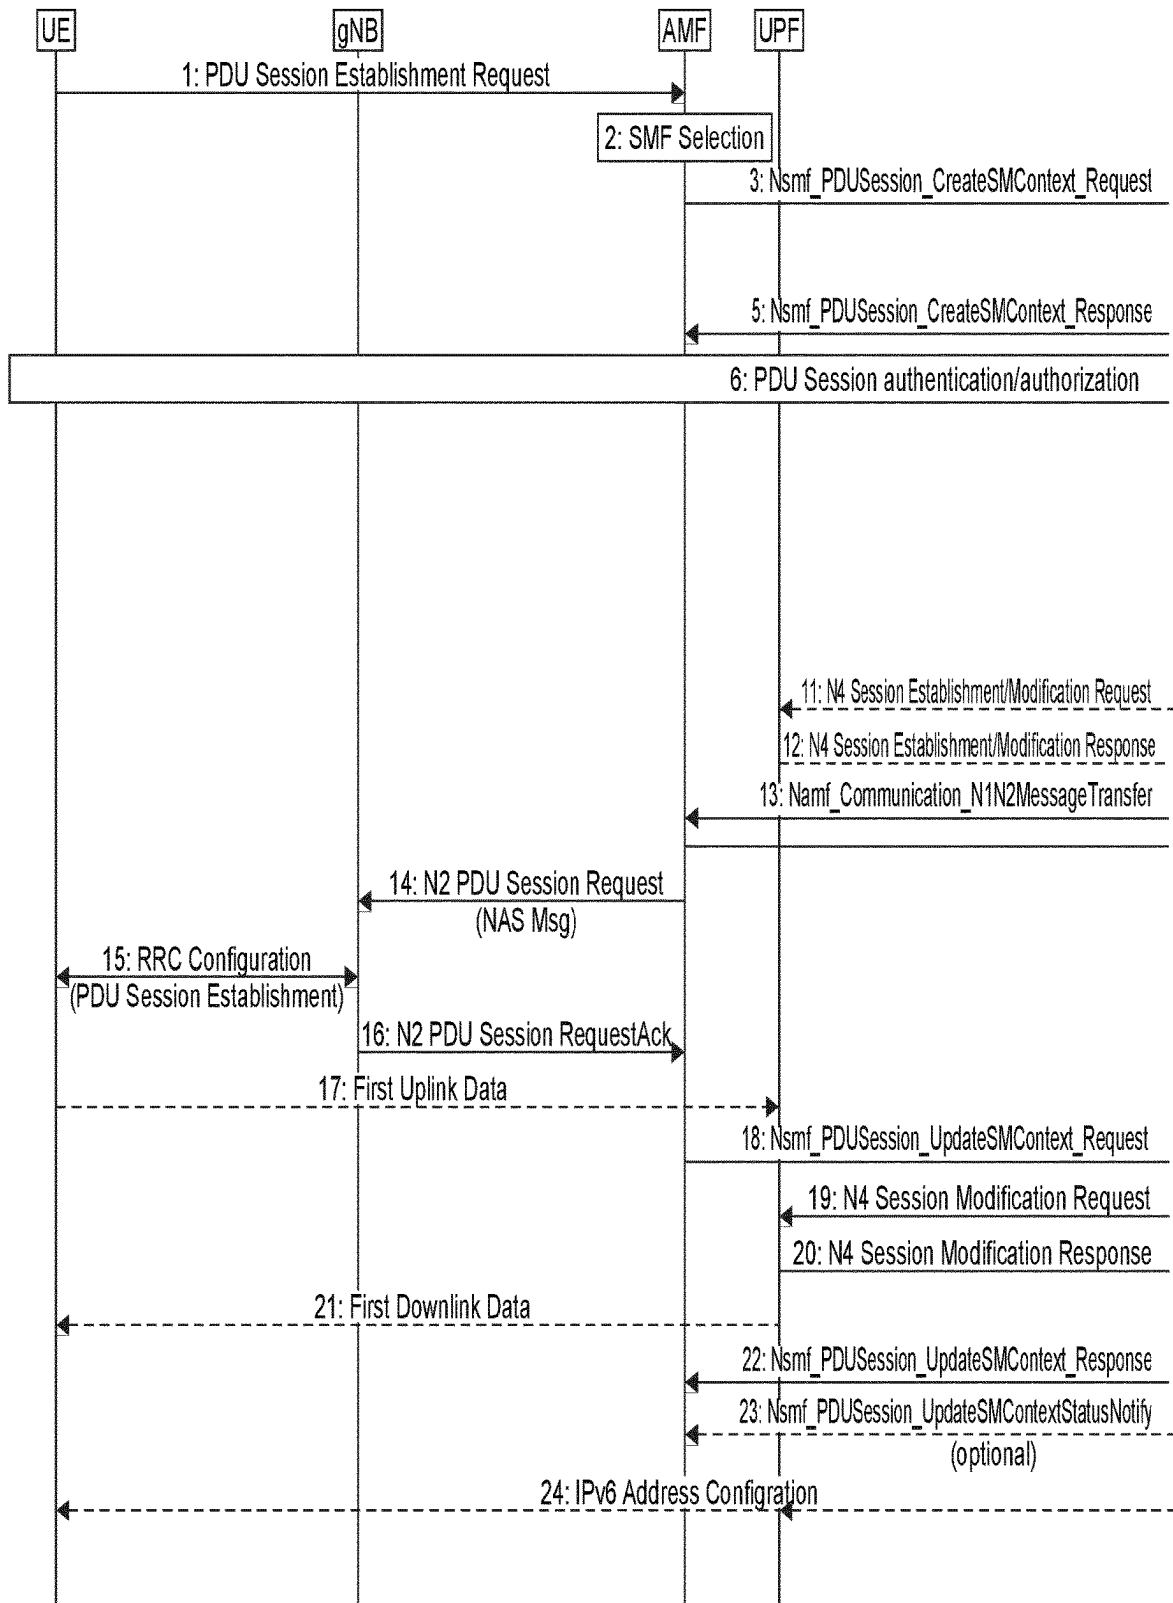 UE gNB AMF UPF
1: PDU Session Establishment Request
2: SMF Selection
3: Nsmf_PDUSession_CreateSMContext_Request
5: Nsmf_PDUSession_CreateSMContext_Response
6: PDU Session authentication/authorization
11: N4 Session Establishment/Modification Request
12: N4 Session Establishment/Modification Response
13: Namf_Communication_N1N2MessageTransfer
14: N2 PDU Session Request
(NAS Msg)
15: RRC Configuration
(PDU Session Establishment)
16: N2 PDU Session RequestAck
17: First Uplink Data
18: Nsmf_PDUSession_UpdateSMContext_Request
19: N4 Session Modification Request
20: N4 Session Modification Response
21: First Downlink Data
22: Nsmf_PDUSession_UpdateSMContext_Response
23: Nsmf_PDUSession_UpdateSMContextStatusNotify
(optional)
24: IPv6 Address Configration